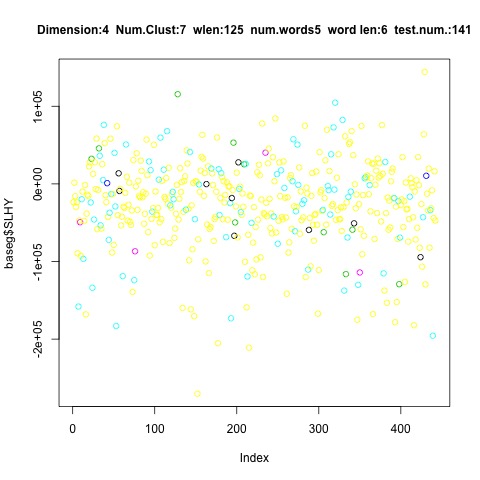 Dimension:4 Num.Clust:7 wlen:125 num.words5 word len:6 test.num.:141
baseg$SLHY
1e+05
0e+00
-1e+05
-2e+05
0 100 200 300 400
Index